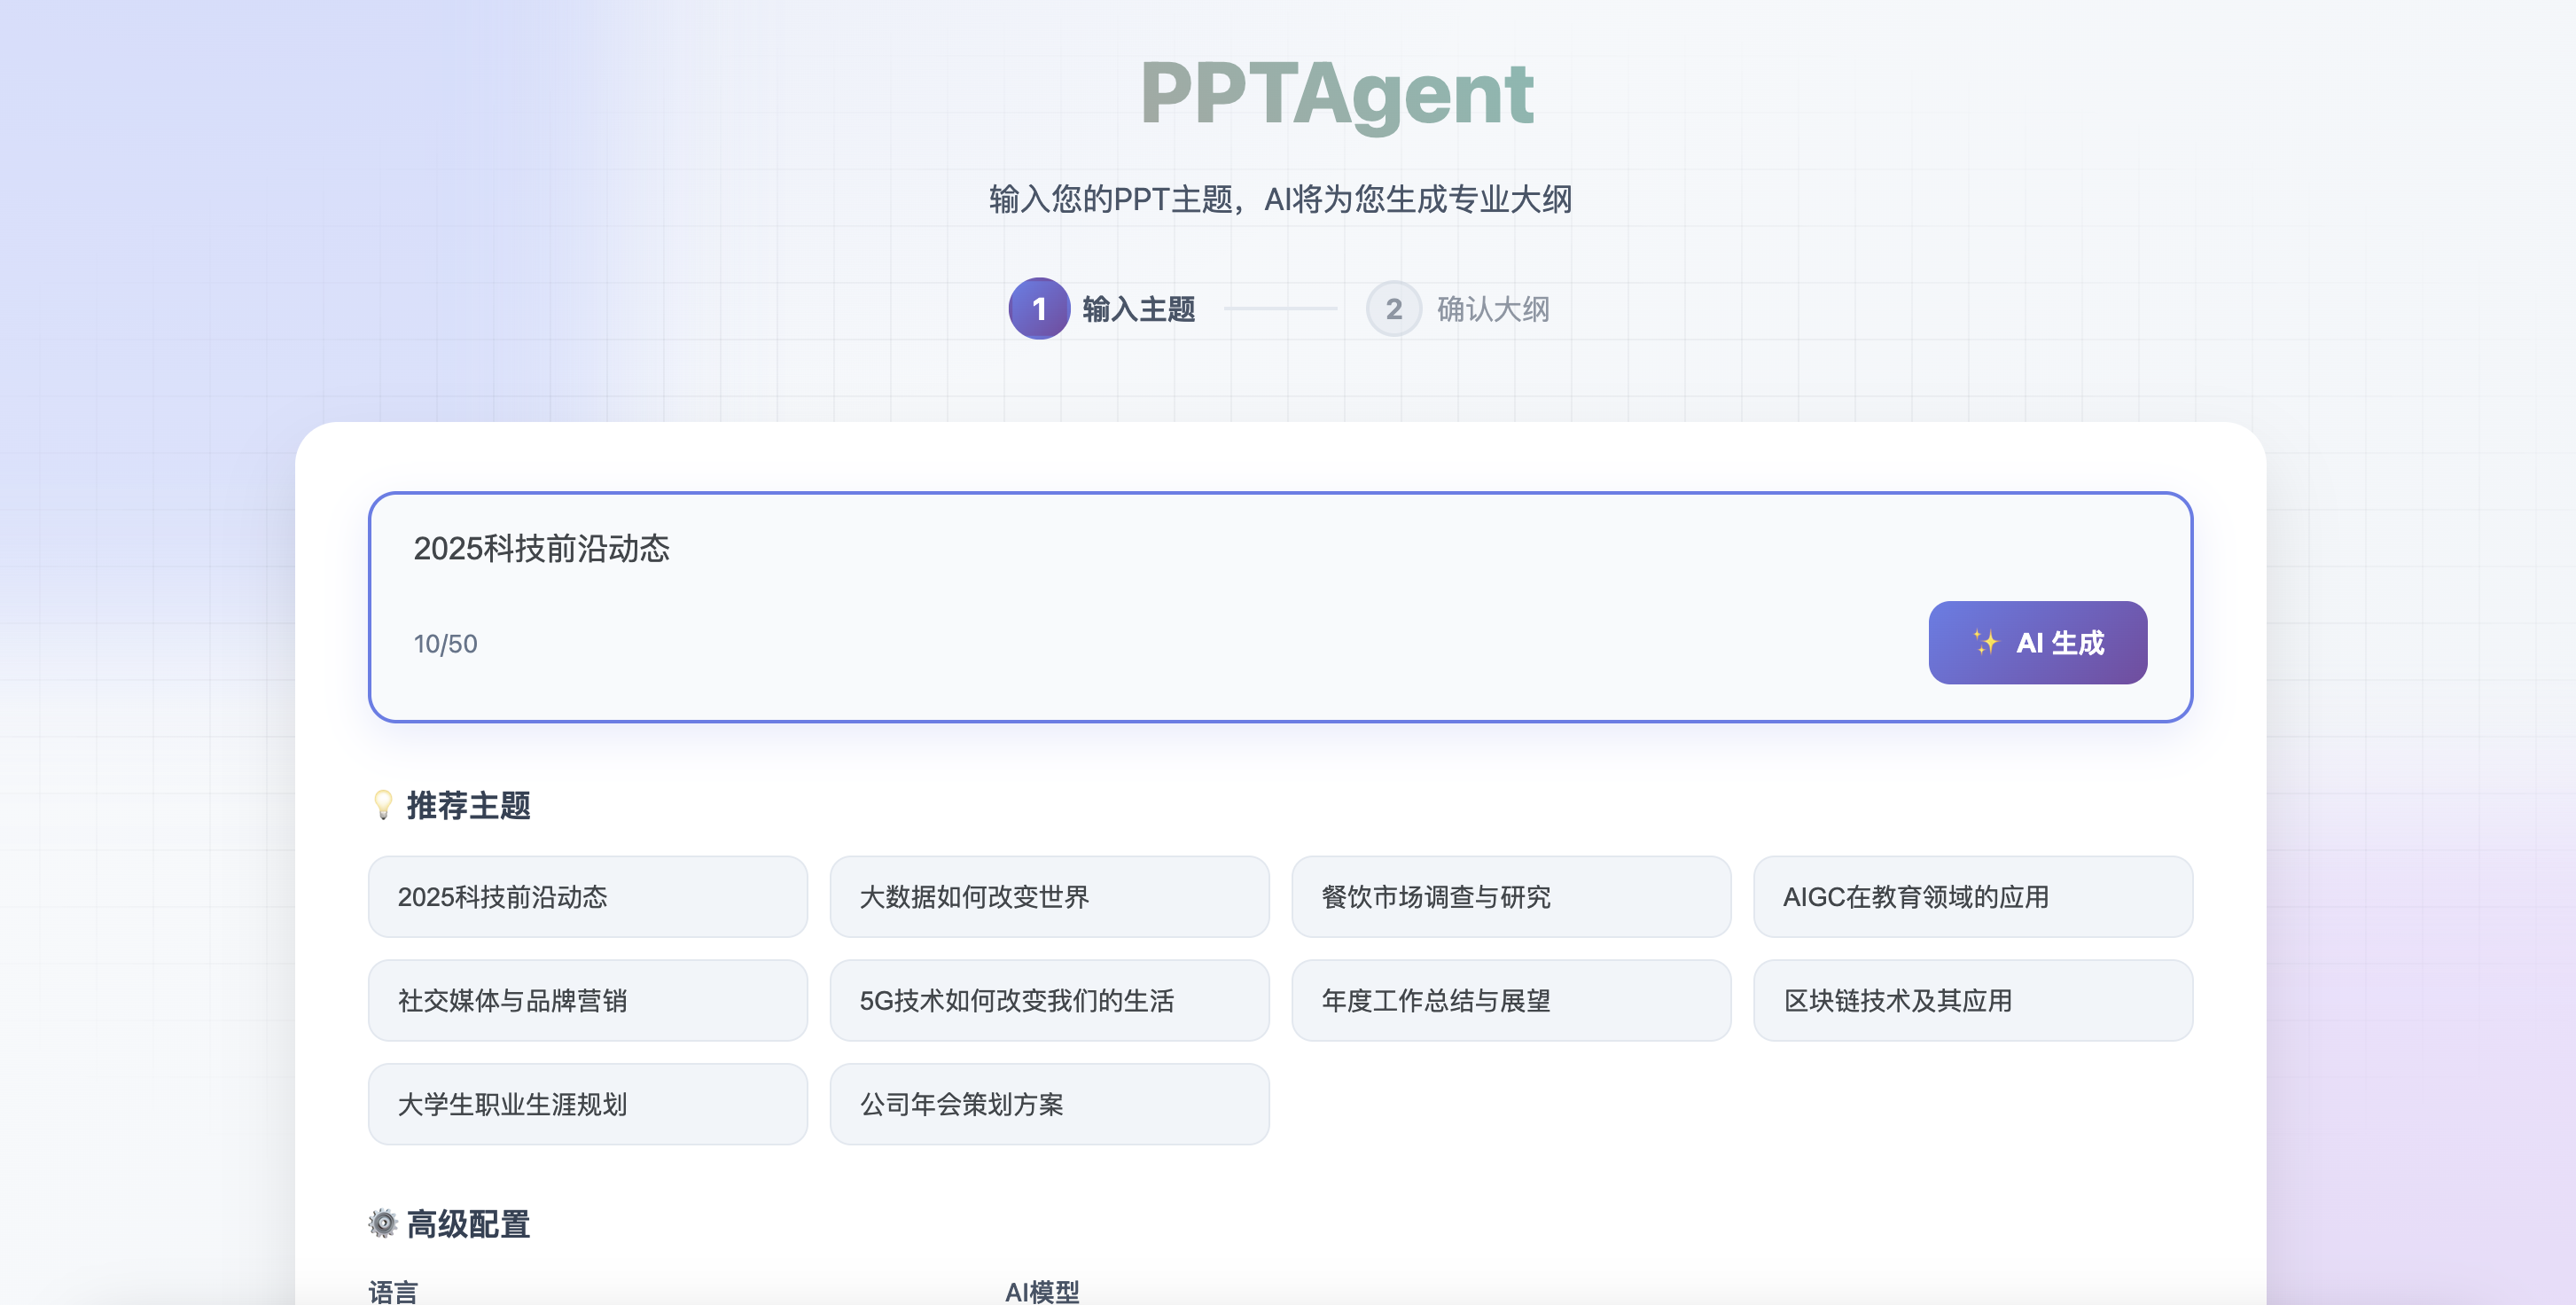 PPTAgent
输入您的PPT主题，AI将为您生成专业大纲
1 输入主题 2 确认大纲
2025科技前沿动态
10/50
✨ AI 生成
💡 推荐主题
2025科技前沿动态 大数据如何改变世界 餐饮市场调查与研究 AIGC在教育领域的应用
社交媒体与品牌营销 5G技术如何改变我们的生活 年度工作总结与展望 区块链技术及其应用
大学生职业生涯规划 公司年会策划方案
⚙️ 高级配置
语言 AI模型